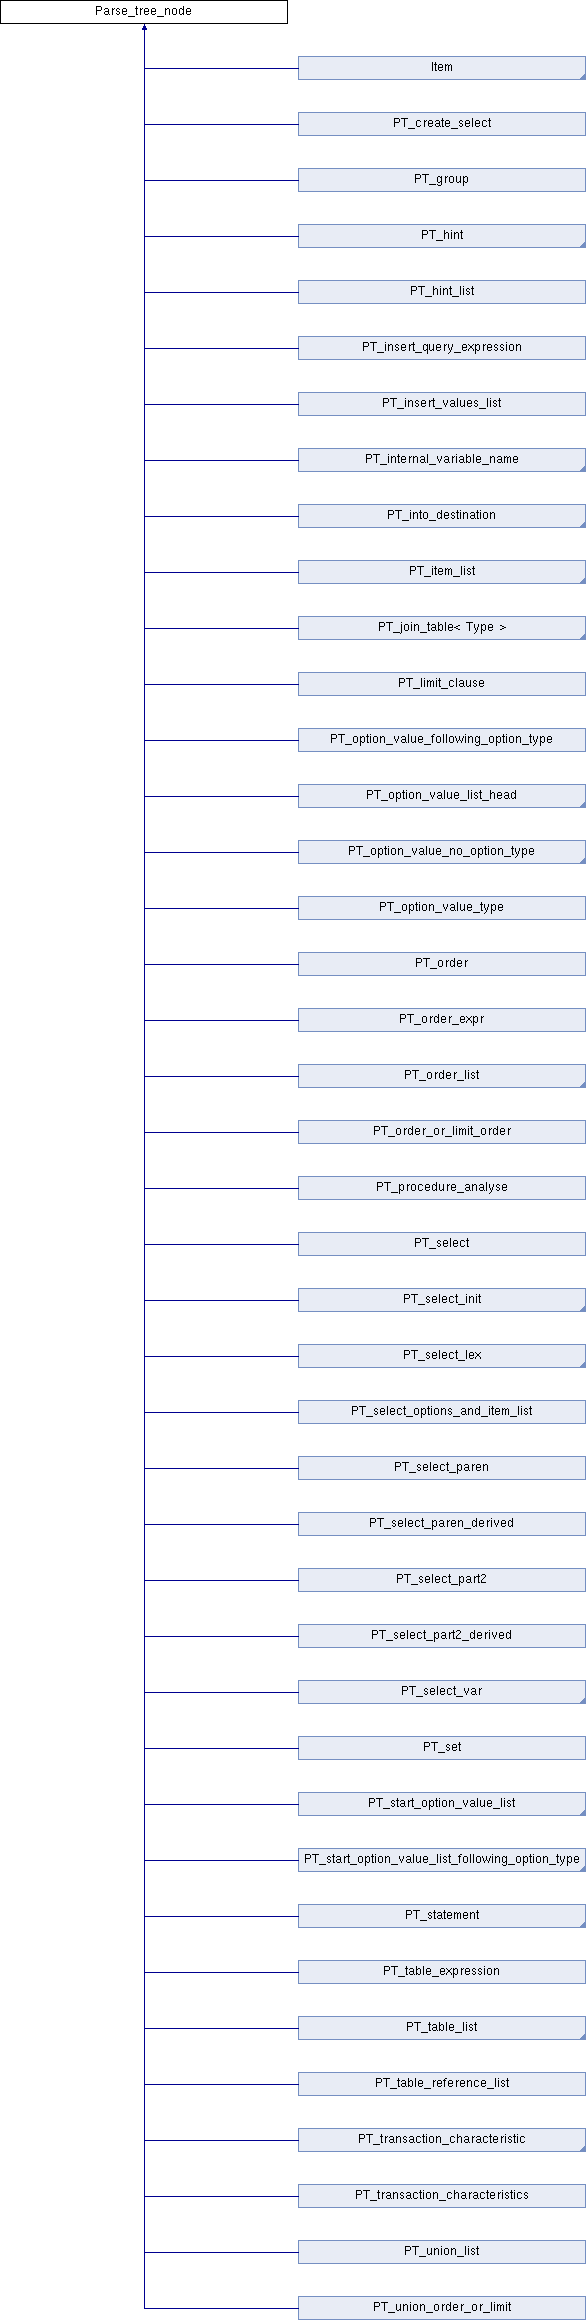 Parse_tree_node
Item
PT_create_select
PT_group
PT_hint
PT_hint_list
PT_insert_query_expression
PT_insert_values_list
PT_internal_variable_name
PT_into_destination
PT_item_list
PT_join_table< Type >
PT_limit_clause
PT_option_value_following_option_type
PT_option_value_list_head
PT_option_value_no_option_type
PT_option_value_type
PT_order
PT_order_expr
PT_order_list
PT_order_or_limit_order
PT_procedure_analyse
PT_select
PT_select_init
PT_select_lex
PT_select_options_and_item_list
PT_select_paren
PT_select_paren_derived
PT_select_part2
PT_select_part2_derived
PT_select_var
PT_set
PT_start_option_value_list
PT_start_option_value_list_following_option_type
PT_statement
PT_table_expression
PT_table_list
PT_table_reference_list
PT_transaction_characteristic
PT_transaction_characteristics
PT_union_list
PT_union_order_or_limit